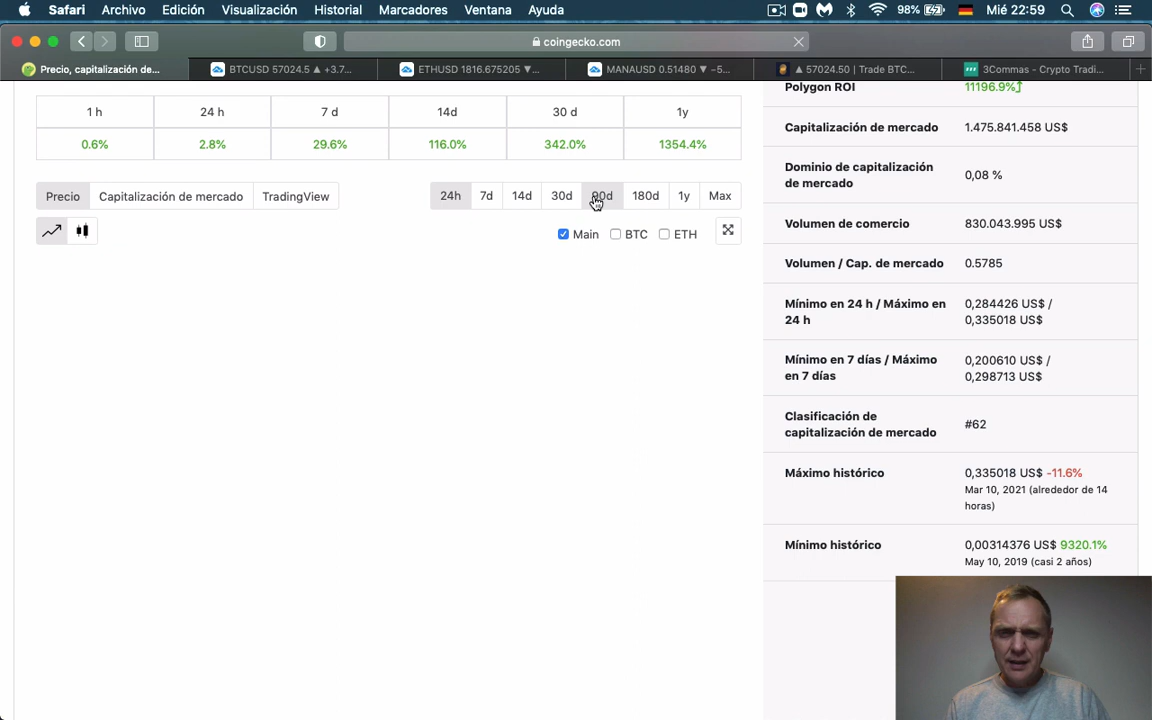 Safari Archivo Edición Visualización Historial Marcadores Ventana Ayuda 98% Mié 22:59
coingecko.com
Precio, capitalización de... BTCUSD 57024.5 ▲ +3.7... ETHUSD 1816.675205 ▼... MANAUSD 0.51480 ▼ −5... ▲ 57024.50 | Trade BTC... 3Commas - Crypto Tradi...
1 h 24 h 7 d 14d 30 d 1y
0.6% 2.8% 29.6% 116.0% 342.0% 1354.4%
Precio Capitalización de mercado TradingView 24h 7d 14d 30d 90d 180d 1y Max
Main BTC ETH
Polygon ROI 11196.9%
Capitalización de mercado 1.475.841.458 US$
Dominio de capitalización
de mercado 0,08 %
Volumen de comercio 830.043.995 US$
Volumen / Cap. de mercado 0.5785
Mínimo en 24 h / Máximo en
24 h
0,284426 US$ /
0,335018 US$
Mínimo en 7 días / Máximo
en 7 días
0,200610 US$ /
0,298713 US$
Clasificación de
capitalización de mercado #62
Máximo histórico 0,335018 US$ -11.6%
Mar 10, 2021 (alrededor de 14
horas)
Mínimo histórico 0,00314376 US$ 9320.1%
May 10, 2019 (casi 2 años)